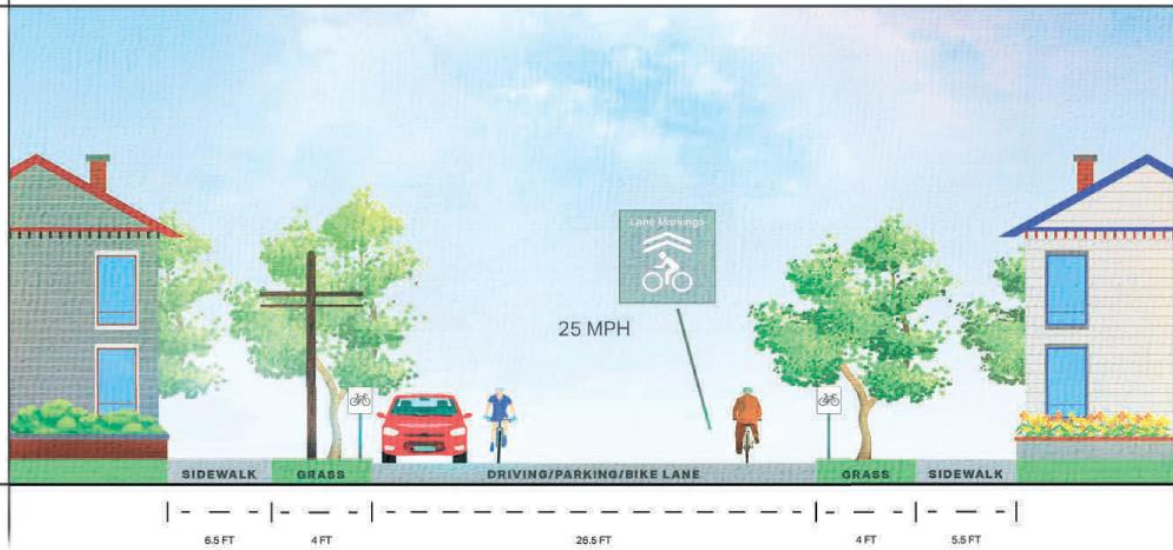 Lane Markings
25 MPH
SIDEWALK GRASS DRIVING/PARKING/BIKE LANE GRASS SIDEWALK
6.5 FT 4 FT 26.5 FT 4 FT 5.5 FT